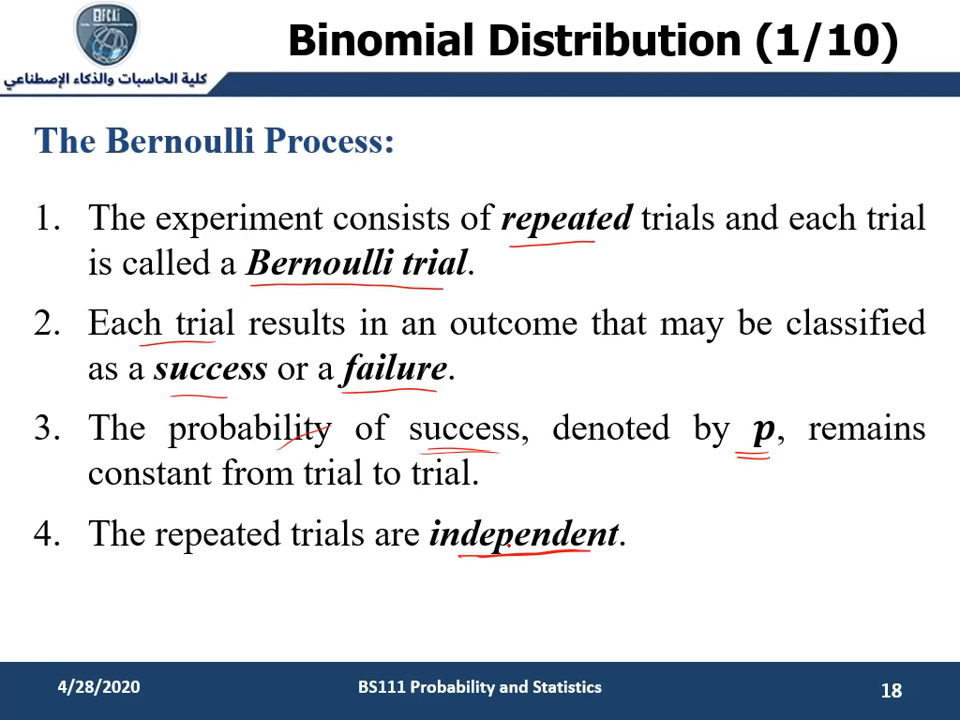 BFCAI
Binomial Distribution (1/10)
كلية الحاسبات والذكاء الإصطناعي
The Bernoulli Process:
1. The experiment consists of repeated trials and each trial
is called a Bernoulli trial.
2. Each trial results in an outcome that may be classified
as a success or a failure.
3. The probability of success, denoted by p, remains
constant from trial to trial.
4. The repeated trials are independent.
4/28/2020 BS111 Probability and Statistics 18